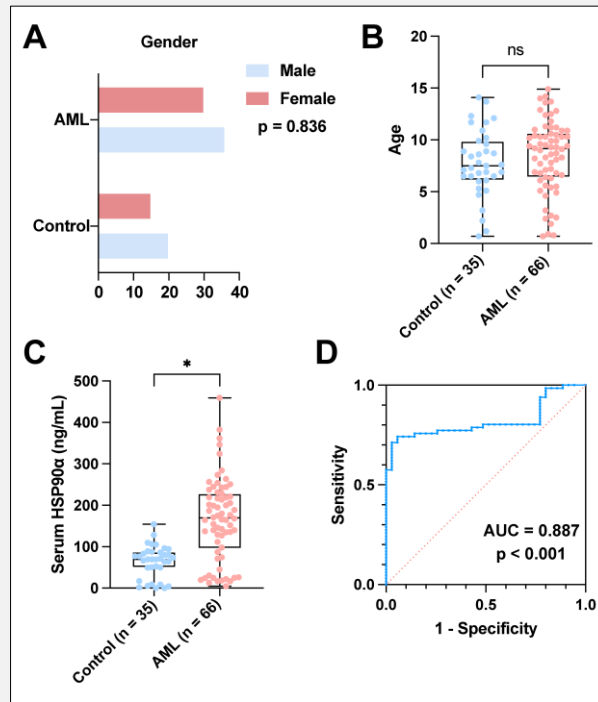 A
Gender
Male
Female
p = 0.836
AML
Control
0 10 20 30 40
B
ns
Age
20
15
10
5
0
Control (n = 35)
AML (n = 66)
C
*
Serum HSP90α (ng/mL)
500
400
300
200
100
0
Control (n = 35)
AML (n = 66)
D
Sensitivity
1.0
0.5
0.0
AUC = 0.887
p < 0.001
0.0 0.5 1.0
1 - Specificity